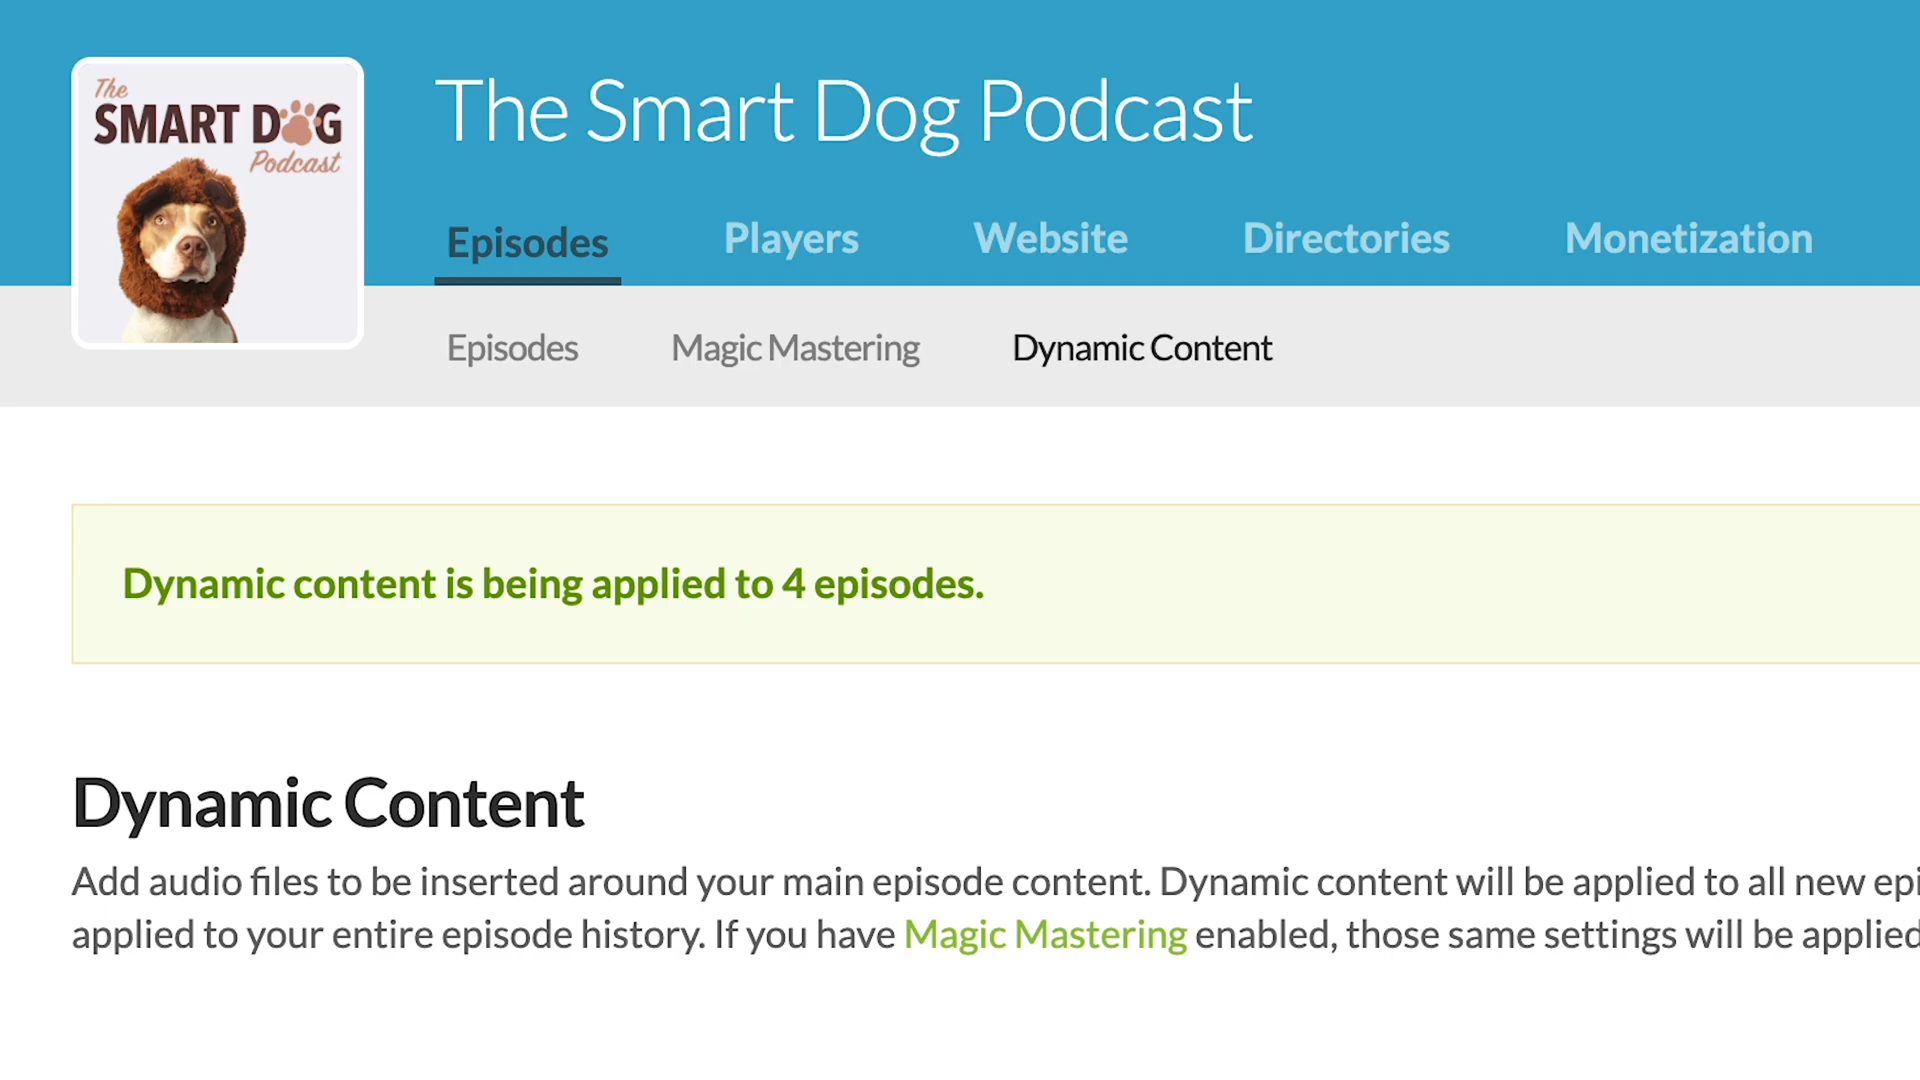 The
SMART DOG
Podcast
The Smart Dog Podcast
Episodes Players Website Directories Monetization
Episodes Magic Mastering Dynamic Content
Dynamic content is being applied to 4 episodes.
Dynamic Content
Add audio files to be inserted around your main episode content. Dynamic content will be applied to all new epi
applied to your entire episode history. If you have Magic Mastering enabled, those same settings will be applied